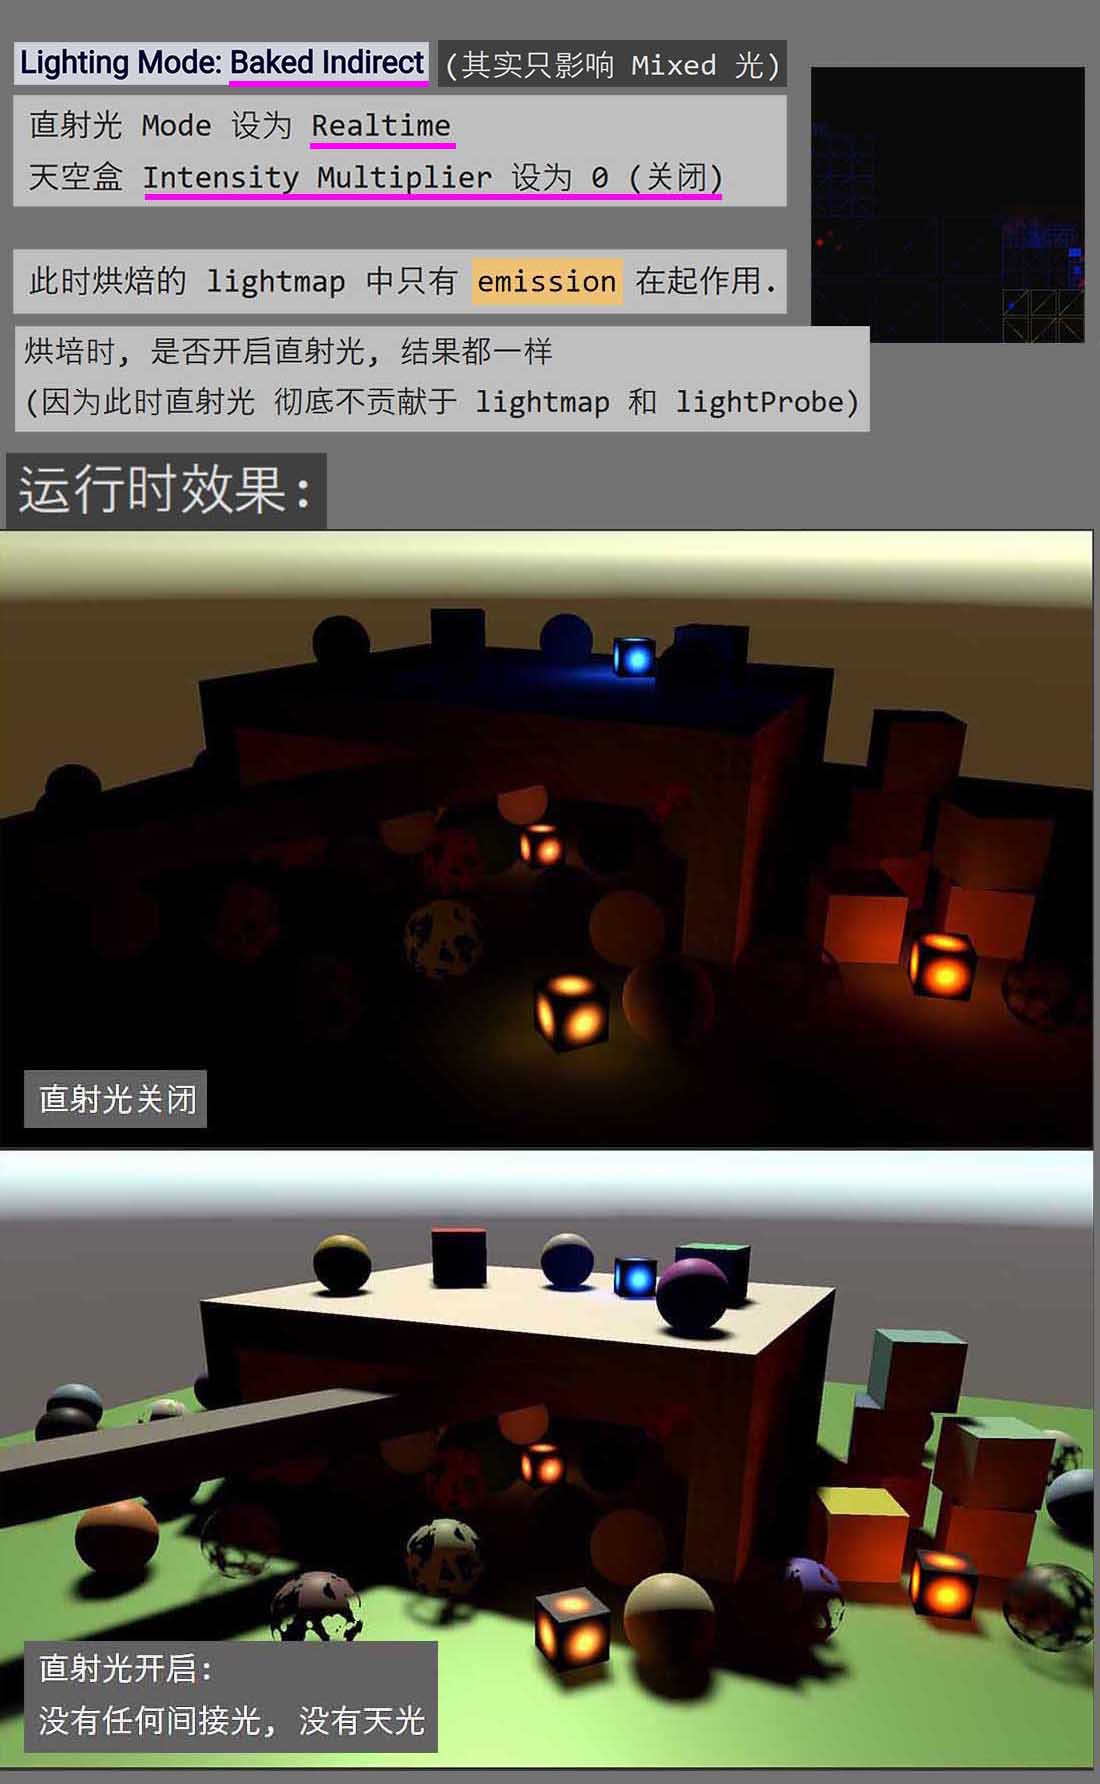 Lighting Mode: Baked Indirect (其实只影响 Mixed 光)
直射光 Mode 设为 Realtime
天空盒 Intensity Multiplier 设为 0 (关闭)
此时烘焙的 lightmap 中只有 emission 在起作用.
烘培时, 是否开启直射光, 结果都一样
(因为此时直射光 彻底不贡献于 lightmap 和 lightProbe)
运行时效果:
直射光关闭
直射光开启:
没有任何间接光, 没有天光